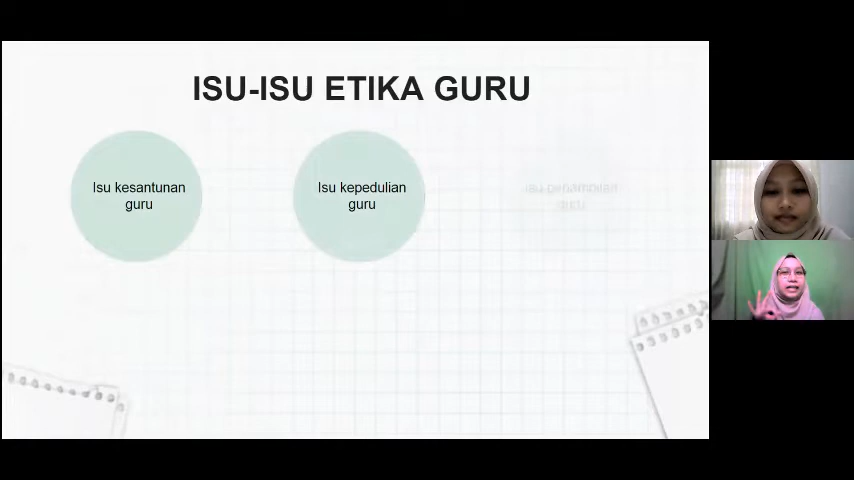 ISU-ISU ETIKA GURU
Isu kesantunan
guru
Isu kepedulian
guru
Isu penampilan
guru